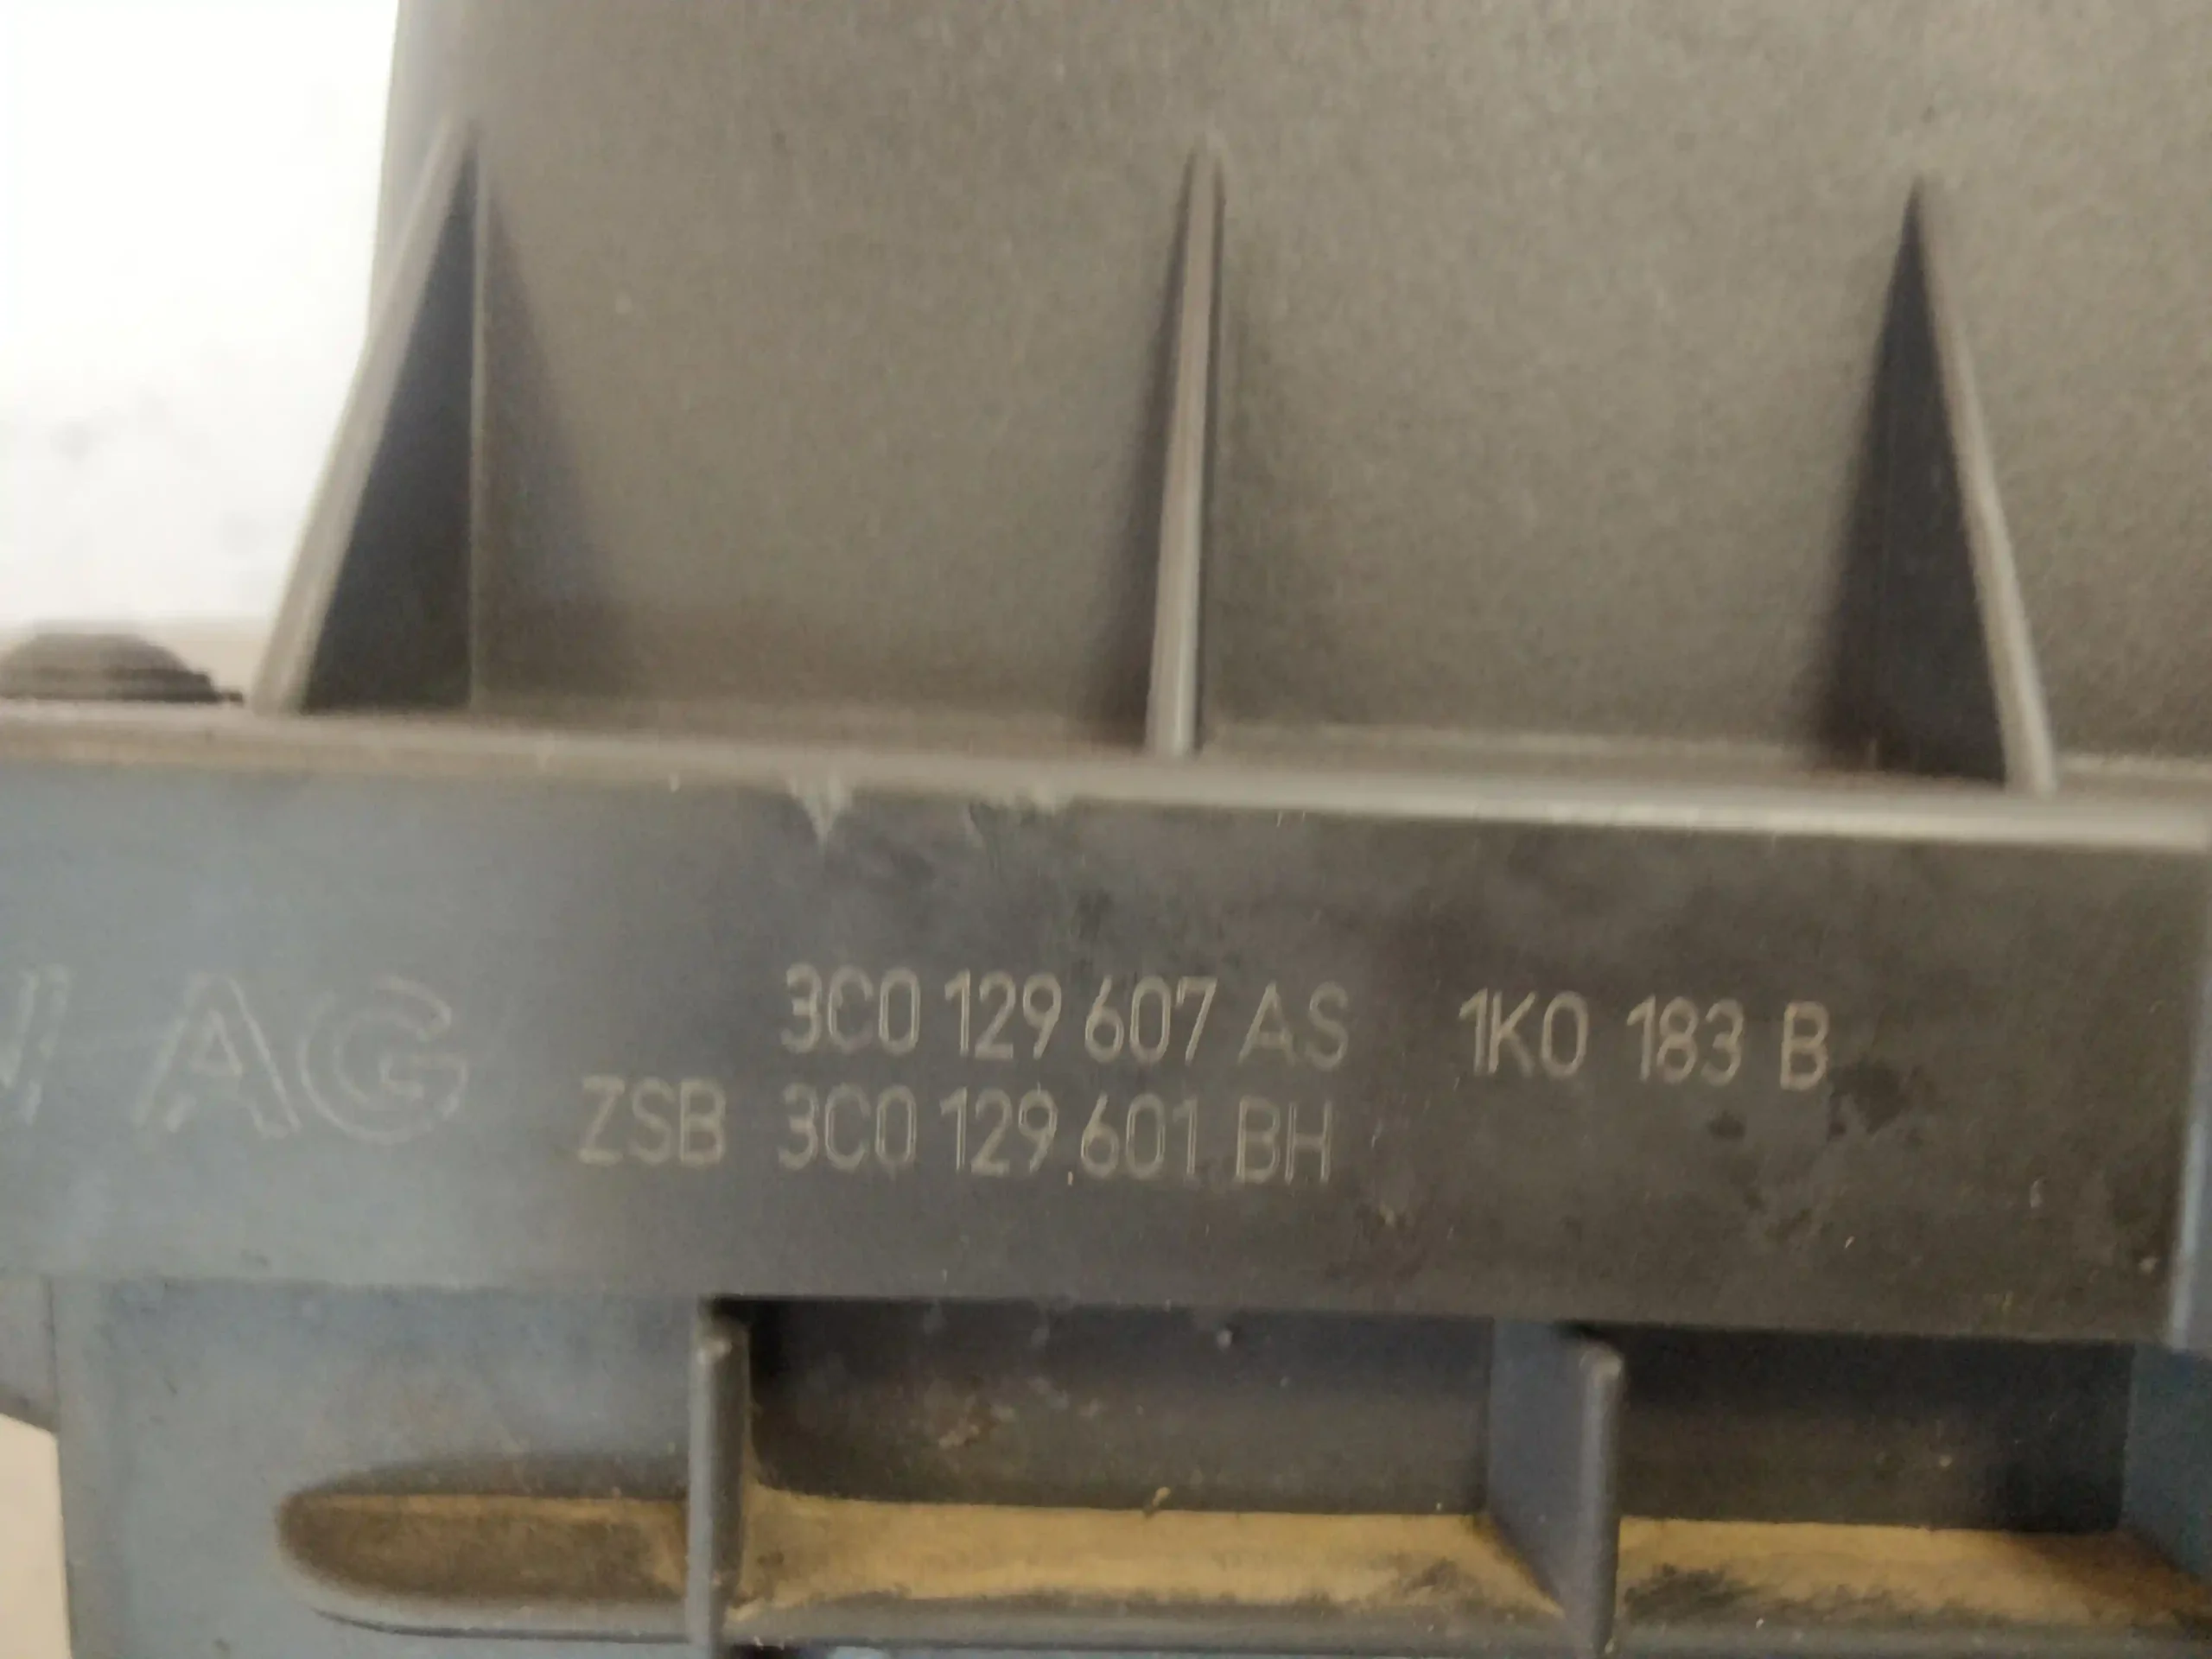 AG
3C0 129 607 AS 1K0 183 B
ZSB 3C0 129 601 BH